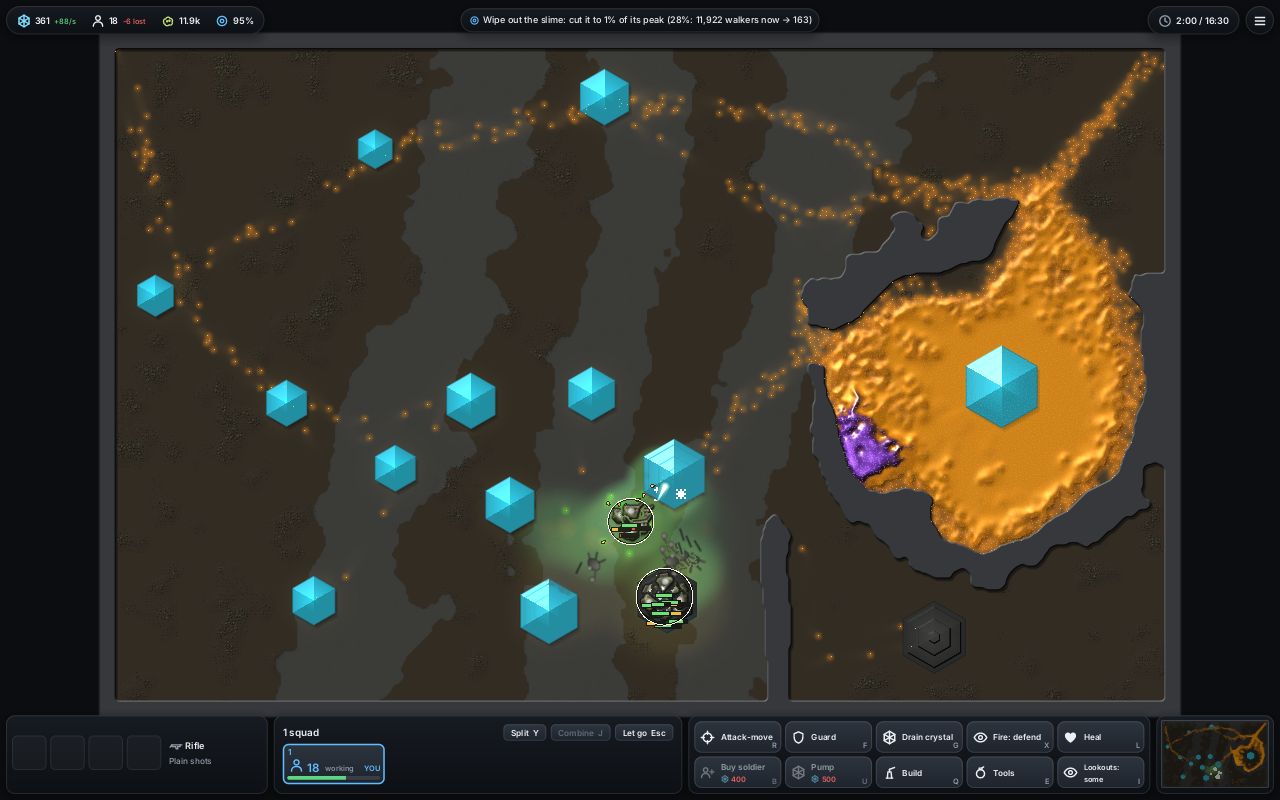 361 +88/s 18 -6 lost 11.9k 95%
Wipe out the slime: cut it to 1% of its peak (28%: 11,922 walkers now → 163)
2:00 / 16:30
Rifle
Plain shots
1 squad
Split Y
Combine J
Let go Esc
1
18 working YOU
Attack-move R
Guard F
Drain crystal G
Fire: defend X
Heal L
Buy soldier 400 B
Pump 500 U
Build Q
Tools E
Lookouts: some I